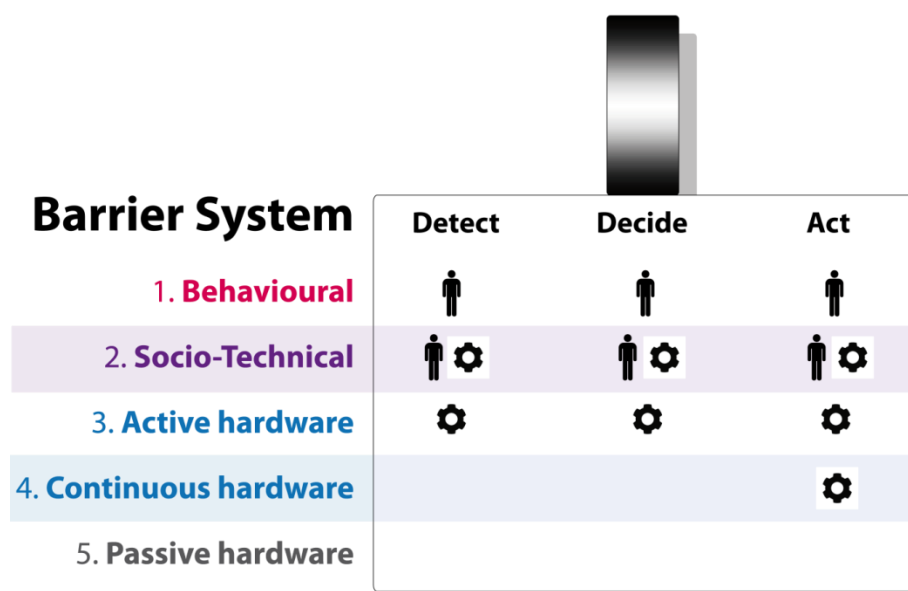 Barrier System
Detect Decide Act
1. Behavioural
2. Socio-Technical
3. Active hardware
4. Continuous hardware
5. Passive hardware